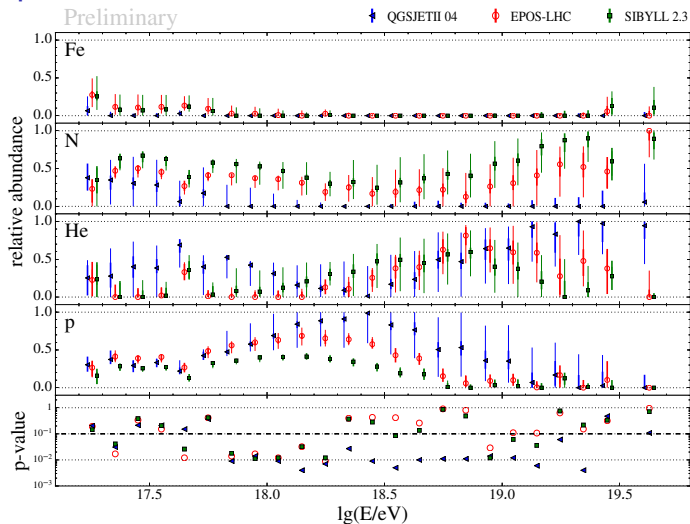 Preliminary
QGSJETII 04 EPOS-LHC SIBYLL 2.3
1.0
Fe
0.5
0.0
1.0
N
0.5
0.0
1.0
He
0.5
0.0
1.0
p
0.5
0.0
relative abundance
1
10⁻¹
10⁻²
10⁻³
p-value
17.5 18.0 18.5 19.0 19.5
lg(E/eV)